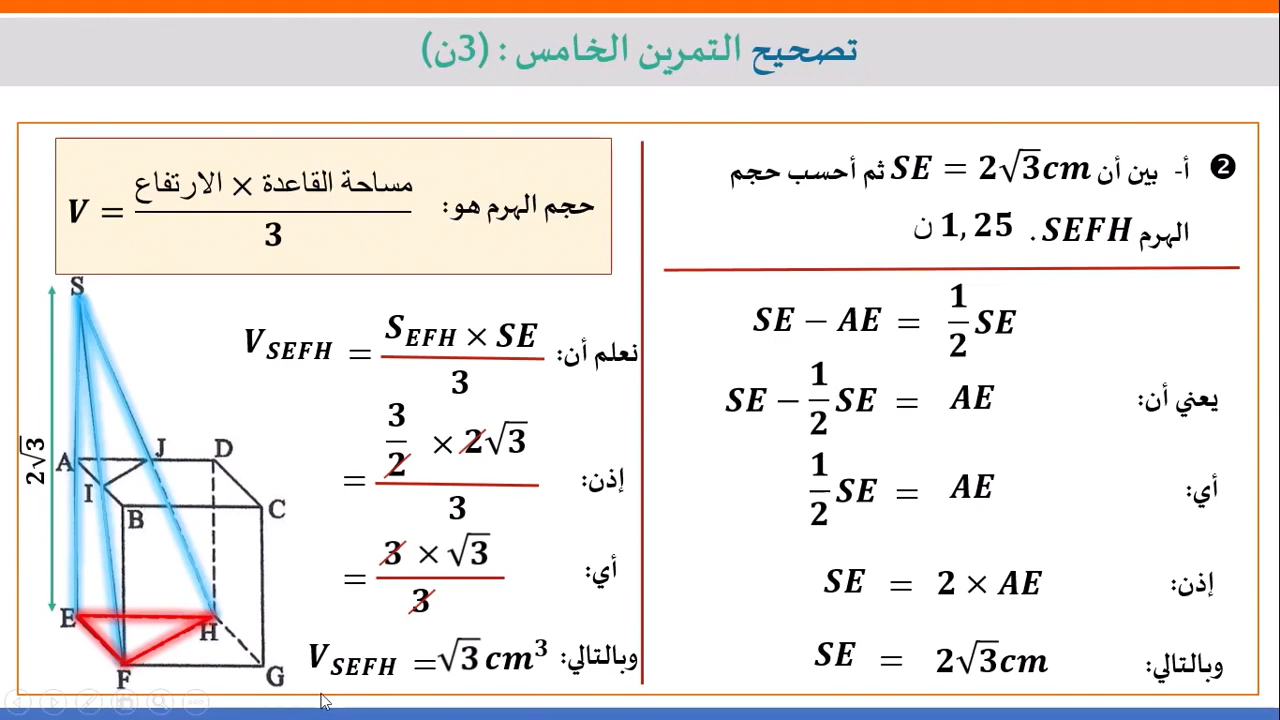 تصحيح التمرين الخامس : (3ن)
❷ أ- بين أن SE = 2√3cm ثم أحسب حجم
الهرم SEFH . 1,25 ن
SE − AE = 1/2 SE
يعني أن: SE − 1/2 SE = AE
أي: 1/2 SE = AE
إذن: SE = 2 × AE
وبالتالي: SE = 2√3cm
حجم الهرم هو: V = مساحة القاعدة × الارتفاع / 3
نعلم أن: V_SEFH = S_EFH × SE / 3
إذن: = 3/2 × 2√3 / 3
أي: = 3 × √3 / 3
وبالتالي: V_SEFH = √3 cm³
S
2√3
A
J
D
I
B
C
E
H
F
G